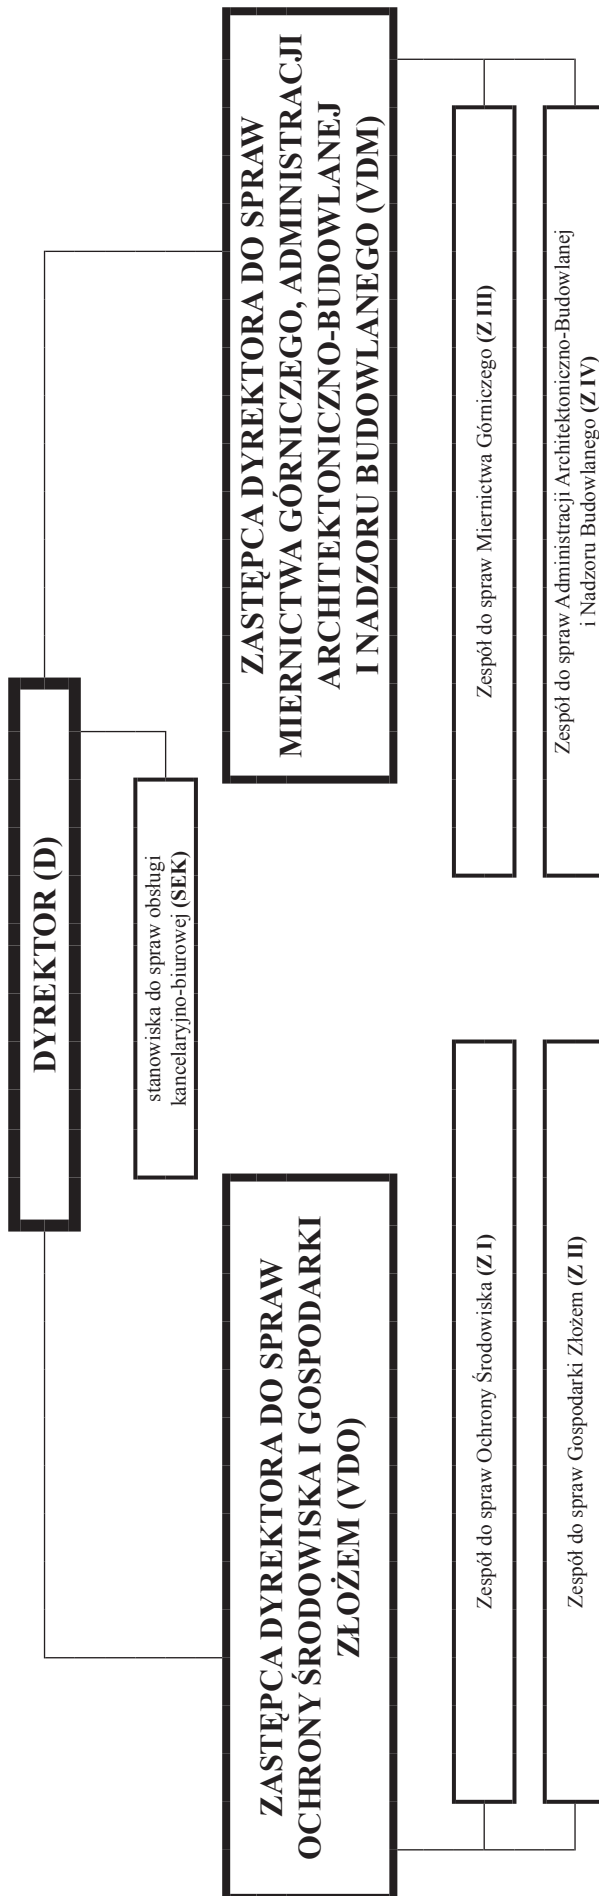 DYREKTOR (D)
stanowiska do spraw obsługi
kancelaryjno-biurowej (SEK)
ZASTĘPCA DYREKTORA DO SPRAW
OCHRONY ŚRODOWISKA I GOSPODARKI
ZŁOŻEM (VDO)
ZASTĘPCA DYREKTORA DO SPRAW
MIERNICTWA GÓRNICZEGO, ADMINISTRACJI
ARCHITEKTONICZNO-BUDOWLANEJ
I NADZORU BUDOWLANEGO (VDM)
Zespół do spraw Ochrony Środowiska (Z I)
Zespół do spraw Gospodarki Złożem (Z II)
Zespół do spraw Miernictwa Górniczego (Z III)
Zespół do spraw Administracji Architektoniczno-Budowlanej
i Nadzoru Budowlanego (Z IV)